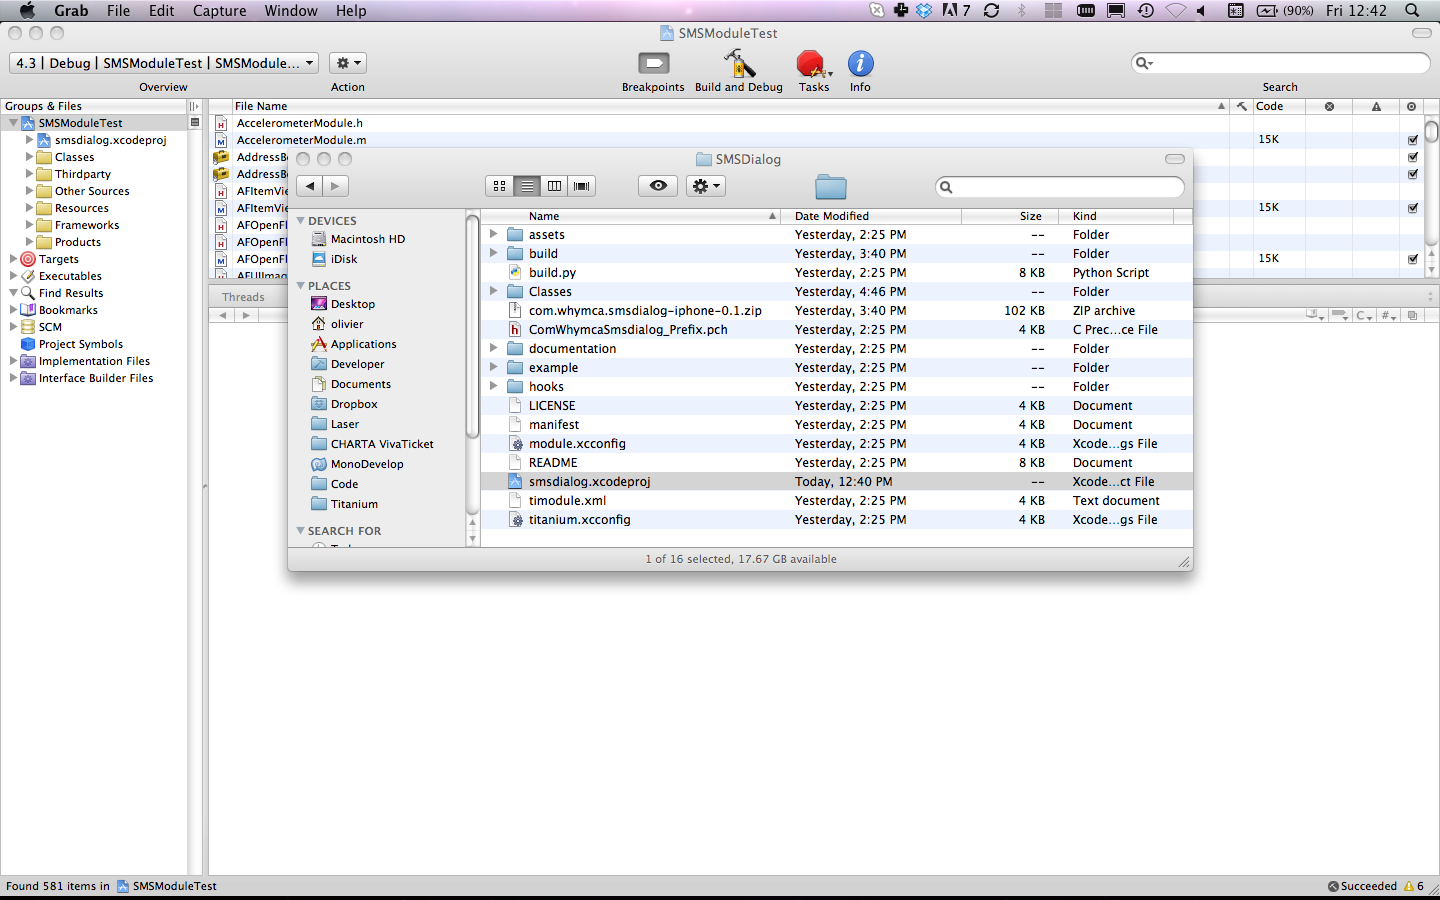 Grab File Edit Capture Window Help 7 (90%) Fri 12:42
SMSModuleTest
4.3 | Debug | SMSModuleTest | SMSModule...
Overview Action Breakpoints Build and Debug Tasks Info Search
Groups & Files File Name Code
SMSModuleTest AccelerometerModule.h
smsdialog.xcodeproj AccelerometerModule.m 15K
Classes
Thirdparty
Other Sources
Resources 15K
Frameworks
Products
Targets 15K
Executables
Find Results
Bookmarks
SCM
Project Symbols
Implementation Files
Interface Builder Files
Threads
C #
SMSDialog
DEVICES
Macintosh HD
iDisk
PLACES
Desktop
olivier
Applications
Developer
Documents
Dropbox
Laser
CHARTA VivaTicket
MonoDevelop
Code
Titanium
SEARCH FOR
Name Date Modified Size Kind
assets Yesterday, 2:25 PM -- Folder
build Yesterday, 3:40 PM -- Folder
build.py Yesterday, 2:25 PM 8 KB Python Script
Classes Yesterday, 4:46 PM -- Folder
com.whymca.smsdialog-iphone-0.1.zip Yesterday, 3:40 PM 102 KB ZIP archive
ComWhymcaSmsdialog_Prefix.pch Yesterday, 2:25 PM 4 KB C Prec...ce File
documentation Yesterday, 2:25 PM -- Folder
example Yesterday, 2:25 PM -- Folder
hooks Yesterday, 2:25 PM -- Folder
LICENSE Yesterday, 2:25 PM 4 KB Document
manifest Yesterday, 2:25 PM 4 KB Document
module.xcconfig Yesterday, 2:25 PM 4 KB Xcode...gs File
README Yesterday, 2:25 PM 8 KB Document
smsdialog.xcodeproj Today, 12:40 PM -- Xcode...ct File
timodule.xml Yesterday, 2:25 PM 4 KB Text document
titanium.xcconfig Yesterday, 2:25 PM 4 KB Xcode...gs File
1 of 16 selected, 17.67 GB available
Found 581 items in SMSModuleTest Succeeded 6